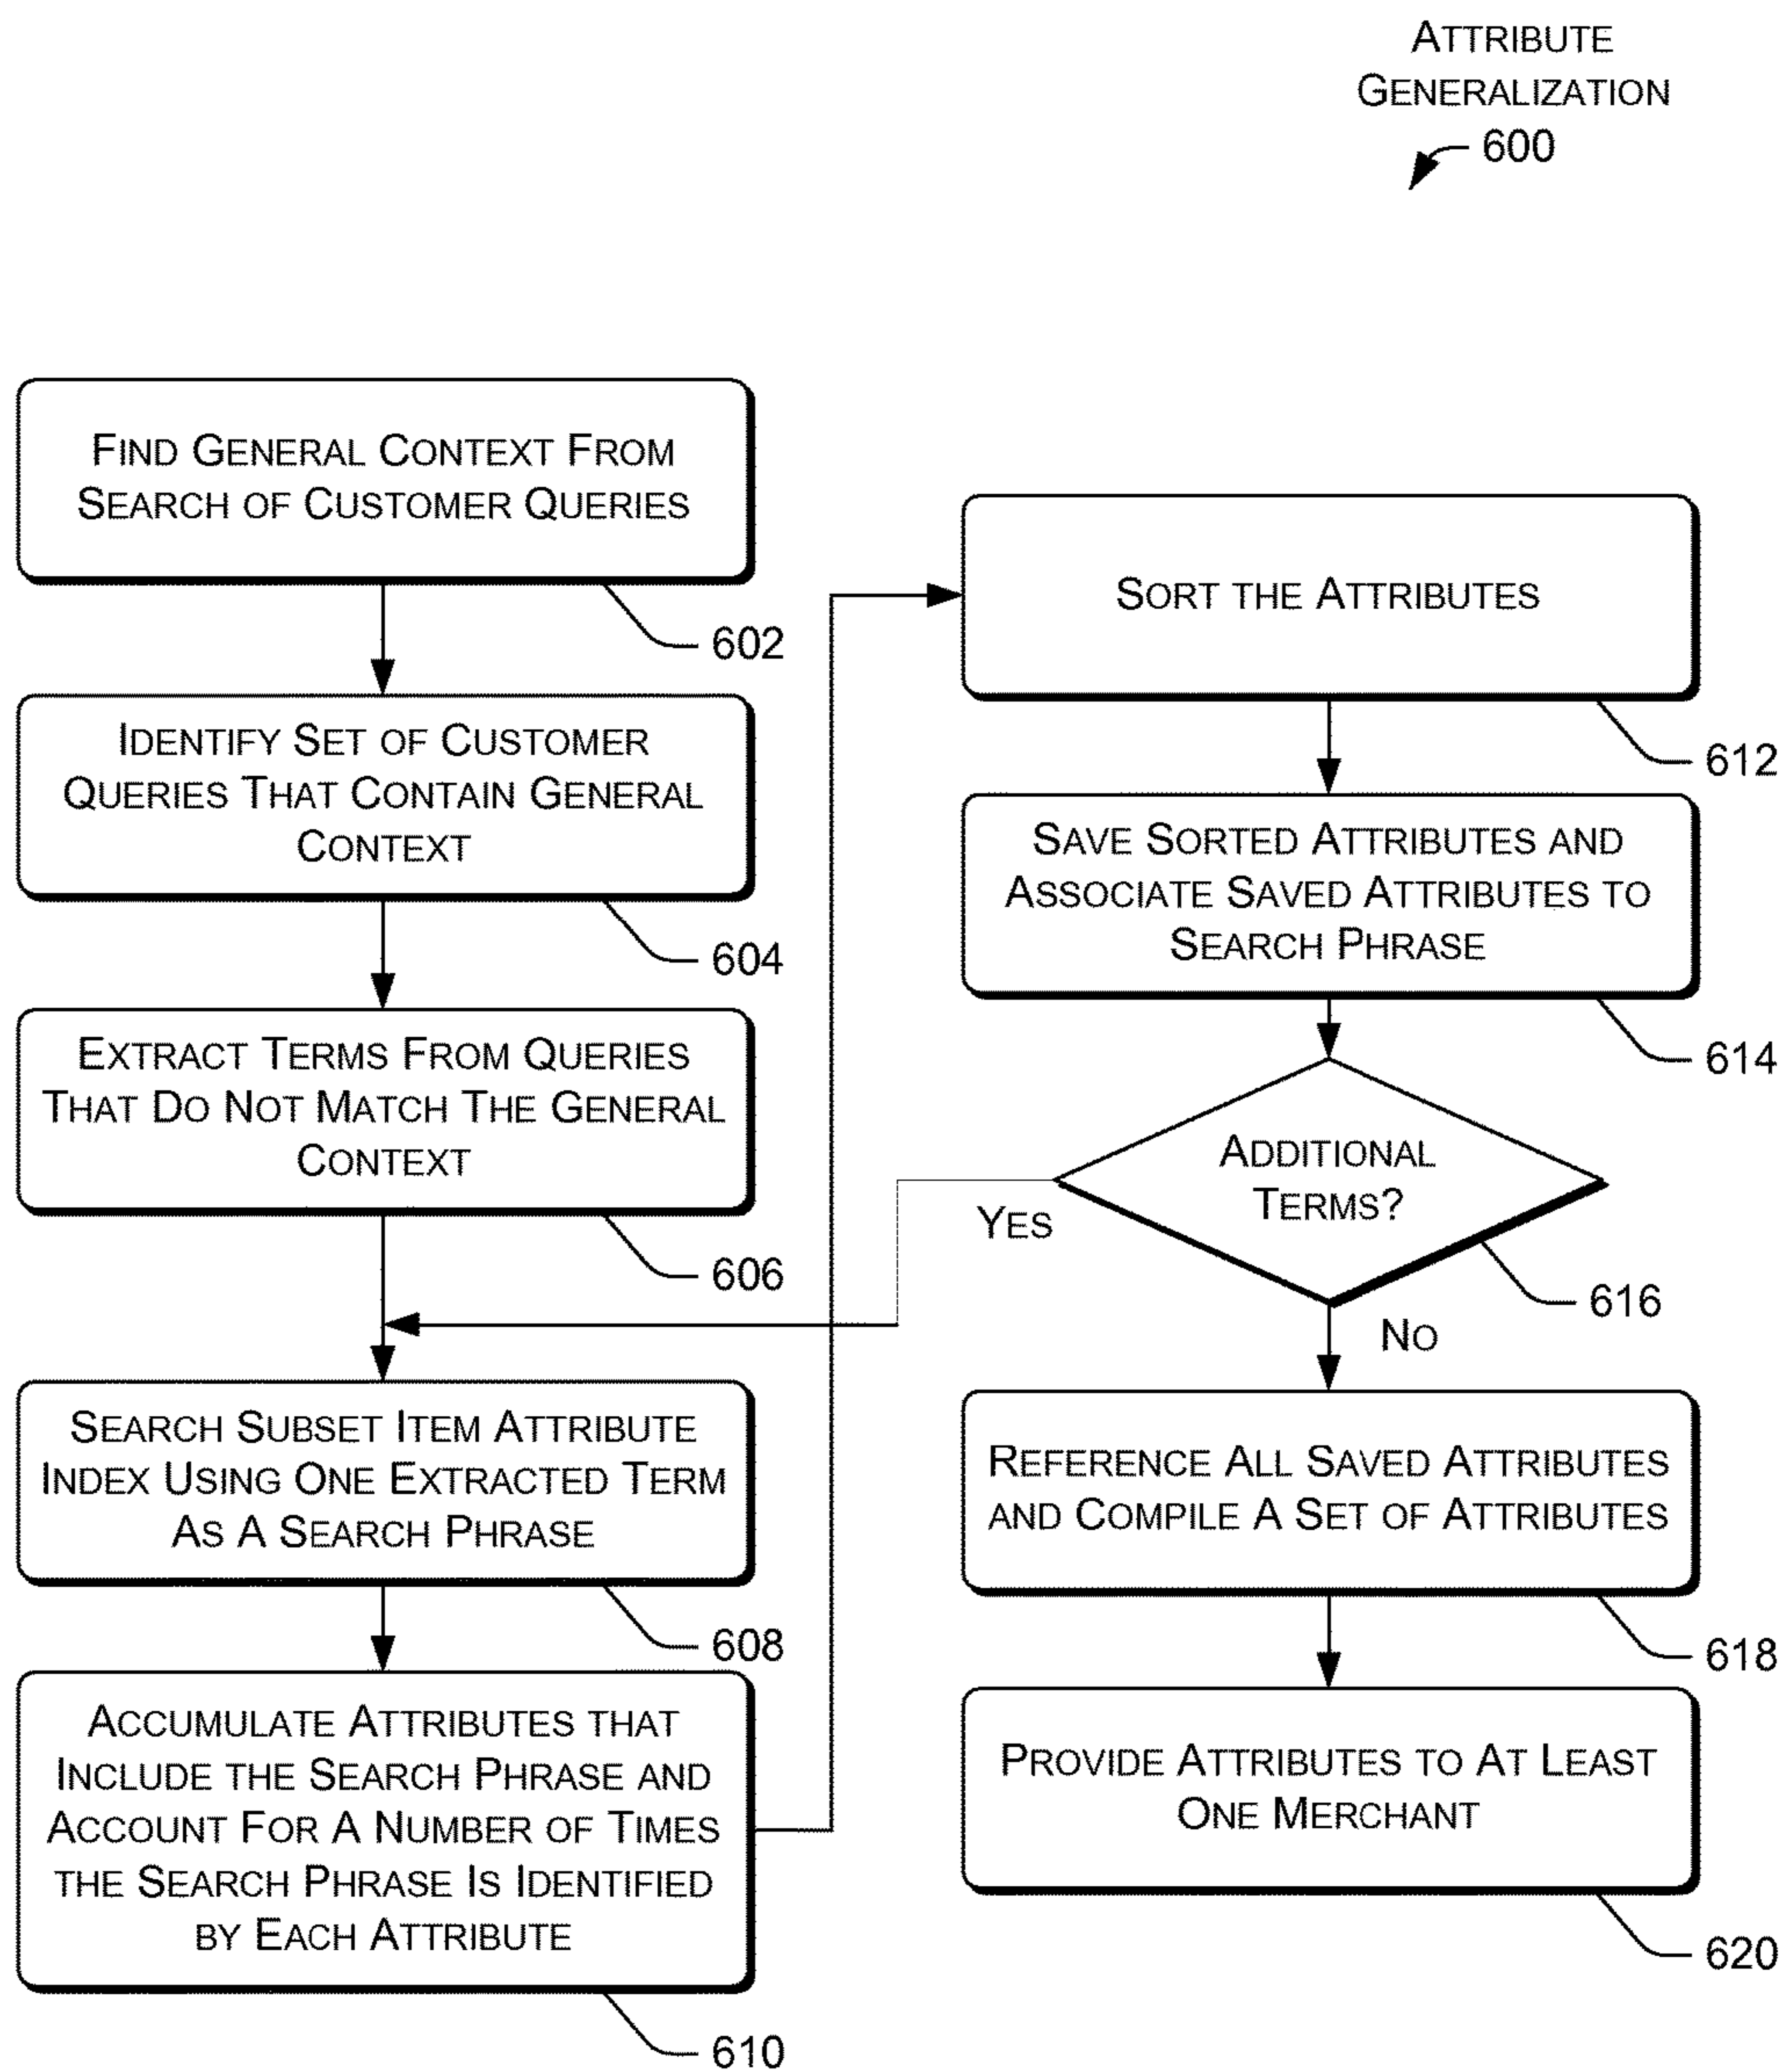 ATTRIBUTE
GENERALIZATION
600
FIND GENERAL CONTEXT FROM
SEARCH OF CUSTOMER QUERIES
602
IDENTIFY SET OF CUSTOMER
QUERIES THAT CONTAIN GENERAL
CONTEXT
604
EXTRACT TERMS FROM QUERIES
THAT DO NOT MATCH THE GENERAL
CONTEXT
606
SEARCH SUBSET ITEM ATTRIBUTE
INDEX USING ONE EXTRACTED TERM
AS A SEARCH PHRASE
608
ACCUMULATE ATTRIBUTES THAT
INCLUDE THE SEARCH PHRASE AND
ACCOUNT FOR A NUMBER OF TIMES
THE SEARCH PHRASE IS IDENTIFIED
BY EACH ATTRIBUTE
610
SORT THE ATTRIBUTES
612
SAVE SORTED ATTRIBUTES AND
ASSOCIATE SAVED ATTRIBUTES TO
SEARCH PHRASE
614
ADDITIONAL
TERMS?
616
YES
NO
REFERENCE ALL SAVED ATTRIBUTES
AND COMPILE A SET OF ATTRIBUTES
618
PROVIDE ATTRIBUTES TO AT LEAST
ONE MERCHANT
620